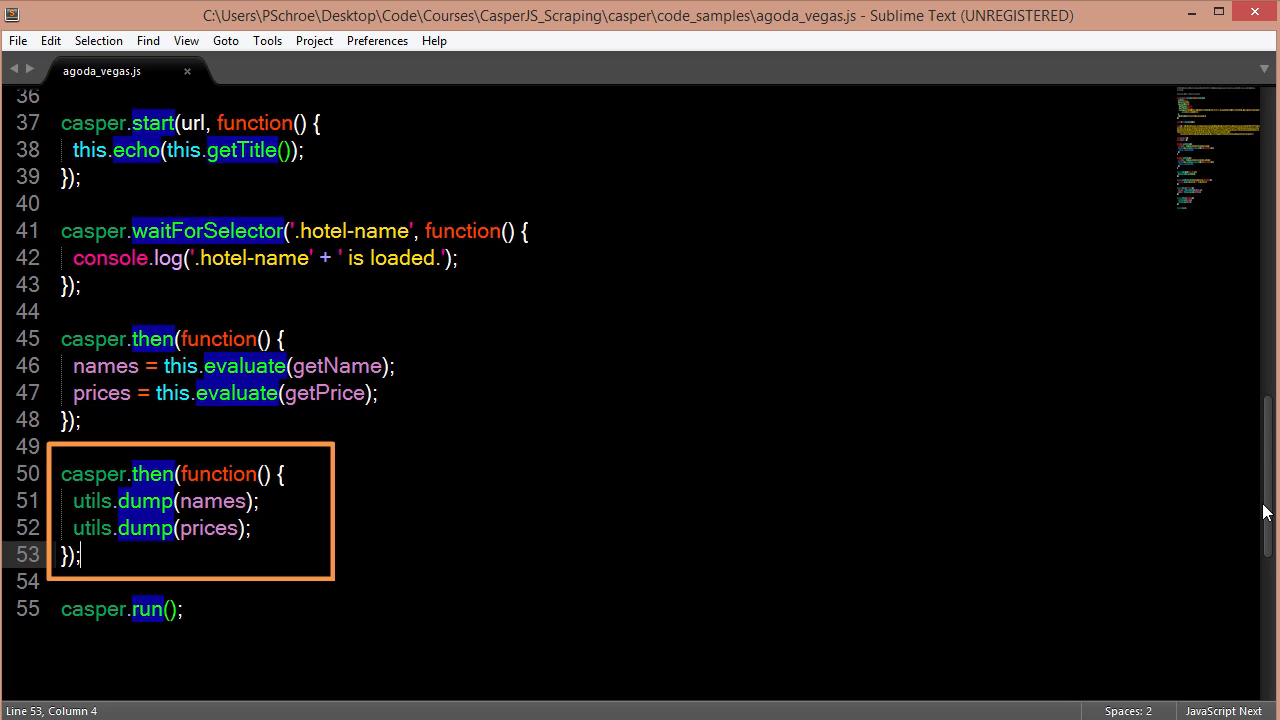 C:\Users\PSchroe\Desktop\Code\Courses\CasperJS_Scraping\casper\code_samples\agoda_vegas.js - Sublime Text (UNREGISTERED)
File Edit Selection Find View Goto Tools Project Preferences Help
agoda_vegas.js
36
37 casper.start(url, function() {
38 this.echo(this.getTitle());
39 });
40
41 casper.waitForSelector('.hotel-name', function() {
42 console.log('.hotel-name' + ' is loaded.');
43 });
44
45 casper.then(function() {
46 names = this.evaluate(getName);
47 prices = this.evaluate(getPrice);
48 });
49
50 casper.then(function() {
51 utils.dump(names);
52 utils.dump(prices);
53 });
54
55 casper.run();
Line 53, Column 4 Spaces: 2 JavaScript Next